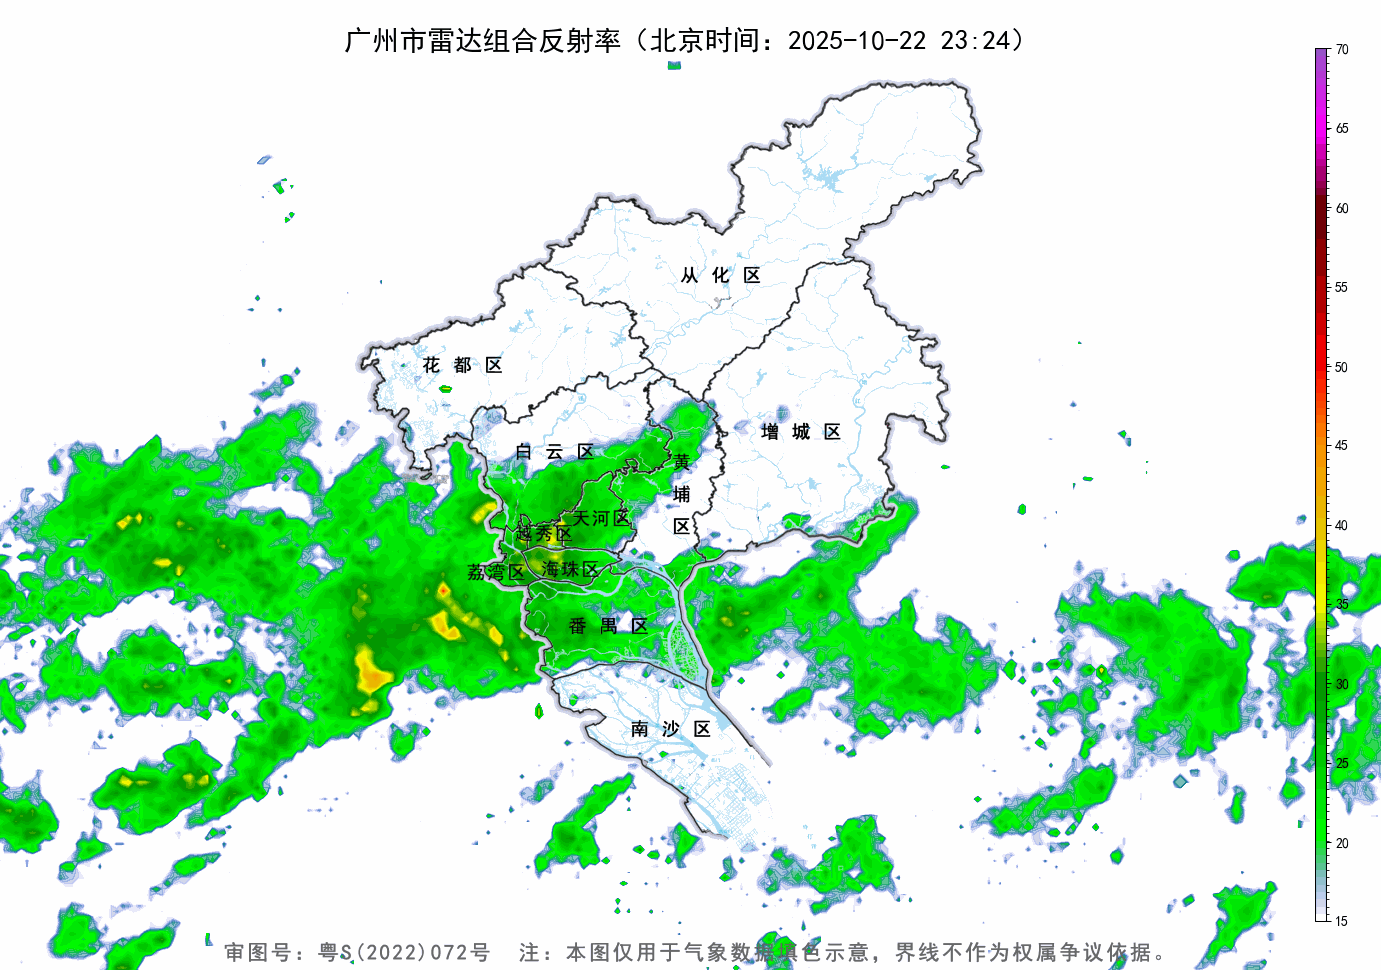 广州市雷达组合反射率（北京时间：2025-10-22 23:24）
70
65
60
55
50
45
40
35
30
25
20
15
从化区
花都区
增城区
白云区
黄埔区
天河区
越秀区
荔湾区
海珠区
番禺区
南沙区
审图号：粤S(2022)072号 注：本图仅用于气象数据填色示意，界线不作为权属争议依据。